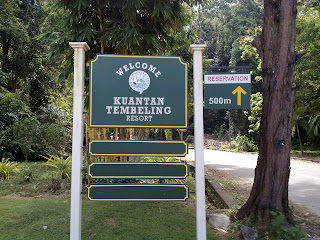 WELCOME
KUANTAN
TEMBELING
RESORT
RESERVATION
500m